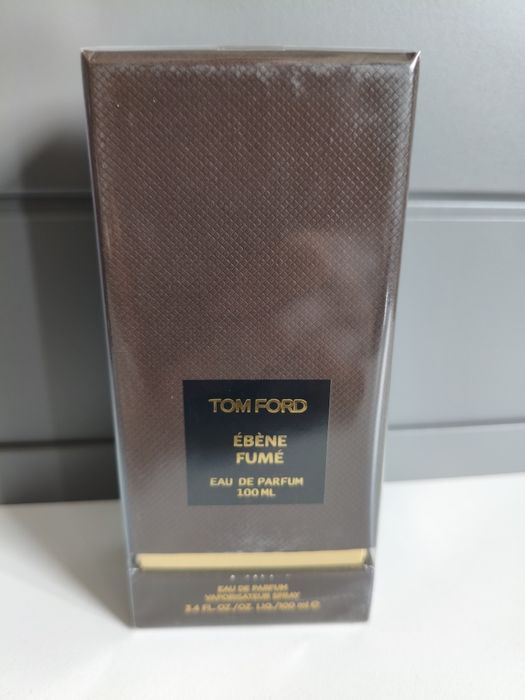 TOM FORD
ÉBÈNE
FUMÉ
EAU DE PARFUM
100 ML
EAU DE PARFUM
VAPORISATEUR SPRAY
3.4 FL. OZ./OZ. LIQ./100 ml ℮